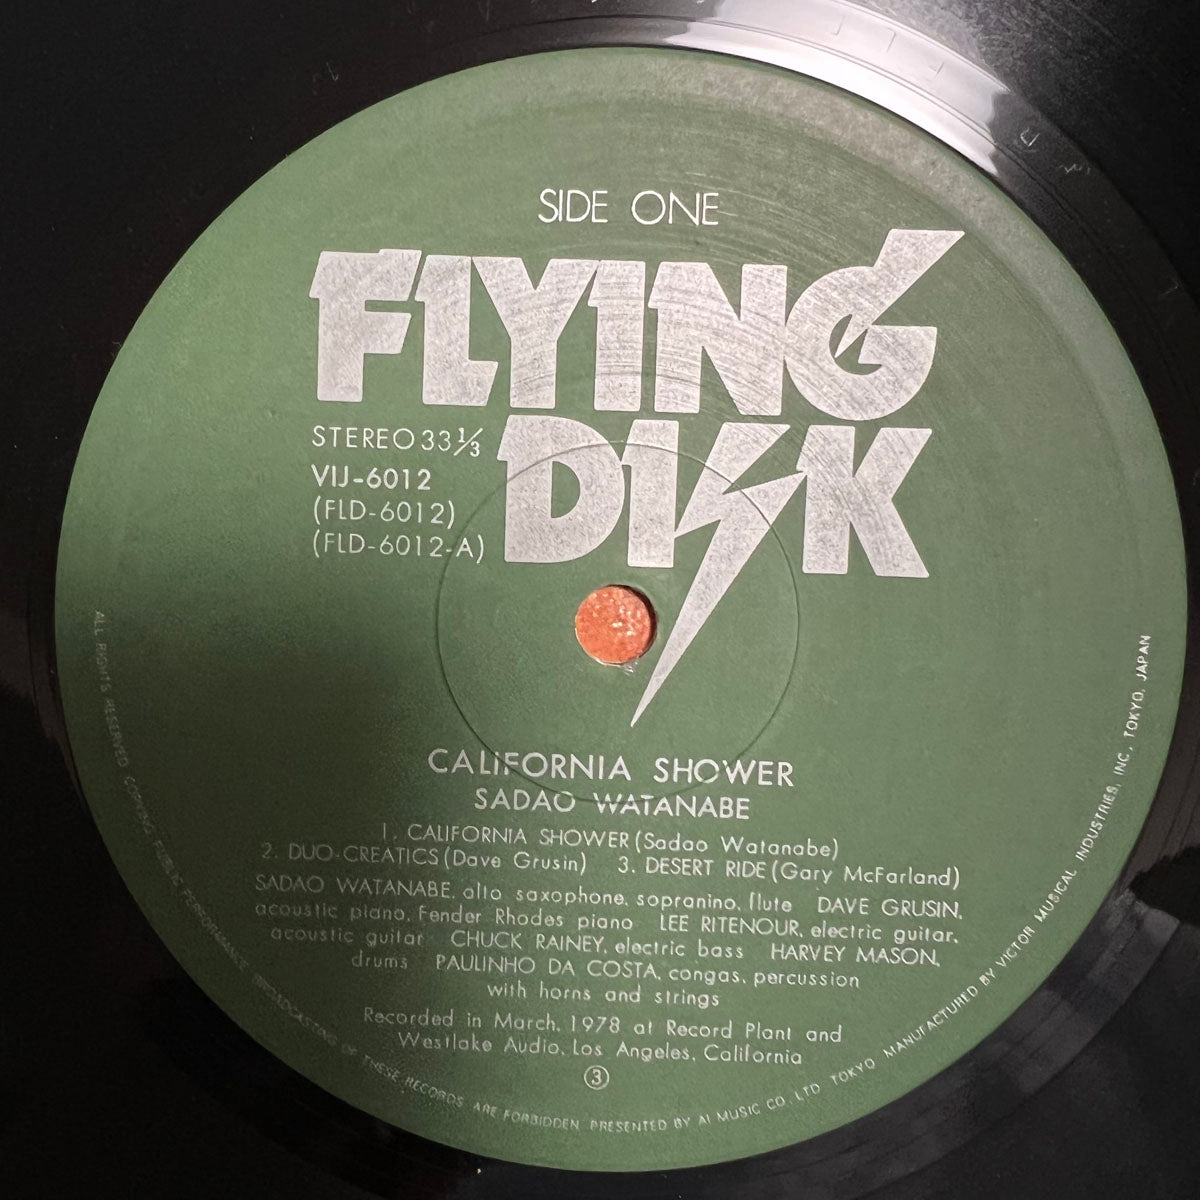 SIDE ONE
FLYING
DISK
STEREO 33 1/3
VIJ-6012
(FLD-6012)
(FLD-6012-A)
CALIFORNIA SHOWER
SADAO WATANABE
1. CALIFORNIA SHOWER (Sadao Watanabe)
2. DUO-CREATICS (Dave Grusin) 3. DESERT RIDE (Gary McFarland)
SADAO WATANABE, alto saxophone, sopranino, flute DAVE GRUSIN,
acoustic piano, Fender Rhodes piano LEE RITENOUR, electric guitar,
acoustic guitar CHUCK RAINEY, electric bass HARVEY MASON,
drums PAULINHO DA COSTA, congas, percussion
with horns and strings
Recorded in March, 1978 at Record Plant and
Westlake Audio, Los Angeles, California
③
ALL RIGHTS RESERVED COPYING PUBLIC PERFORMANCE BROADCASTING OF THESE RECORDS ARE FORBIDDEN PRESENTED BY AI MUSIC CO., LTD TOKYO MANUFACTURED BY VICTOR MUSICAL INDUSTRIES, INC., TOKYO, JAPAN